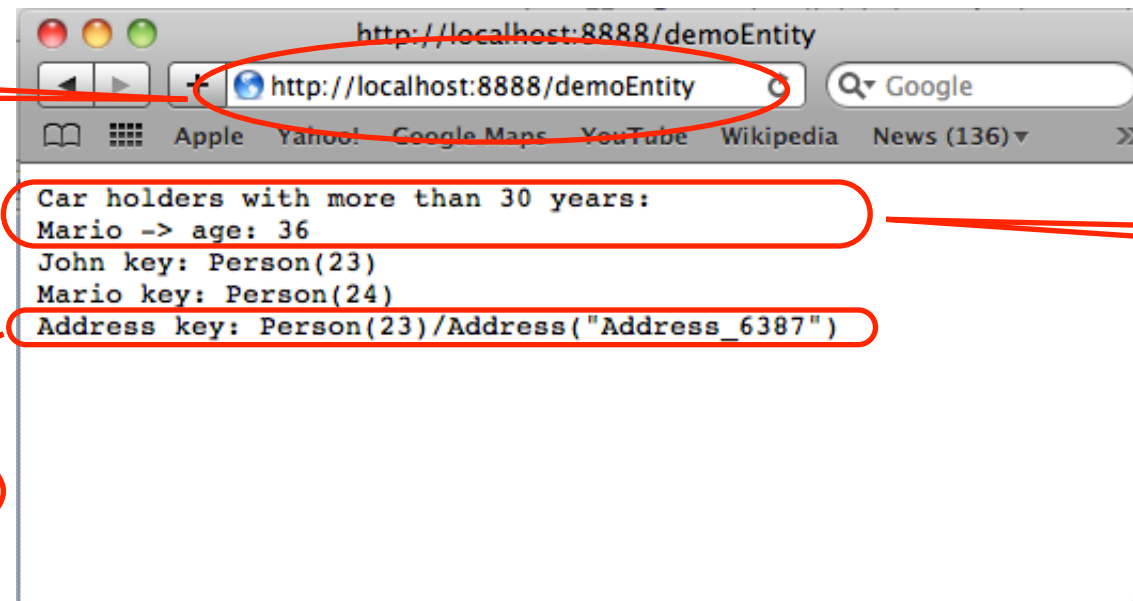 http://localhost:8888/demoEntity
http://localhost:8888/demoEntity
Google
Apple Yahoo! Google Maps YouTube Wikipedia News (136)
Car holders with more than 30 years:
Mario -> age: 36
John key: Person(23)
Mario key: Person(24)
Address key: Person(23)/Address("Address_6387")